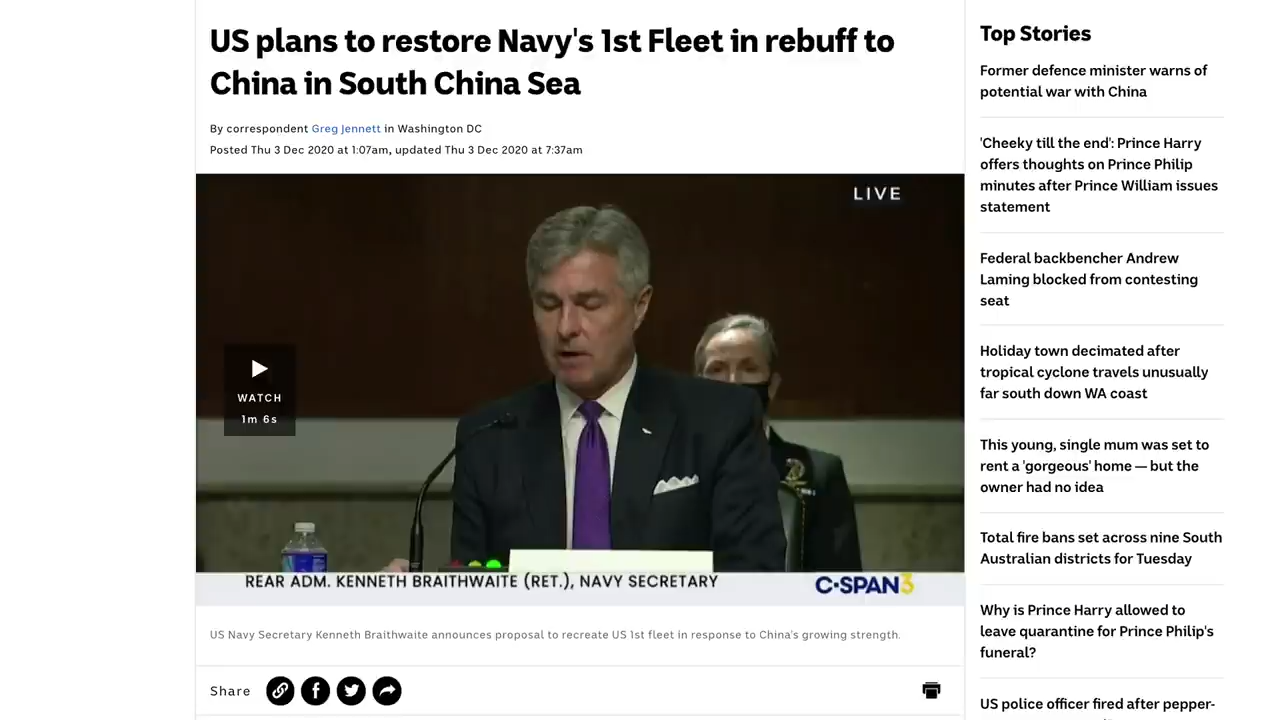 US plans to restore Navy's 1st Fleet in rebuff to
China in South China Sea
By correspondent Greg Jennett in Washington DC
Posted Thu 3 Dec 2020 at 1:07am, updated Thu 3 Dec 2020 at 7:37am
LIVE
WATCH
1m 6s
REAR ADM. KENNETH BRAITHWAITE (RET.), NAVY SECRETARY
C-SPAN3
US Navy Secretary Kenneth Braithwaite announces proposal to recreate US 1st fleet in response to China's growing strength.
Share
Top Stories
Former defence minister warns of
potential war with China
'Cheeky till the end': Prince Harry
offers thoughts on Prince Philip
minutes after Prince William issues
statement
Federal backbencher Andrew
Laming blocked from contesting
seat
Holiday town decimated after
tropical cyclone travels unusually
far south down WA coast
This young, single mum was set to
rent a 'gorgeous' home — but the
owner had no idea
Total fire bans set across nine South
Australian districts for Tuesday
Why is Prince Harry allowed to
leave quarantine for Prince Philip's
funeral?
US police officer fired after pepper-